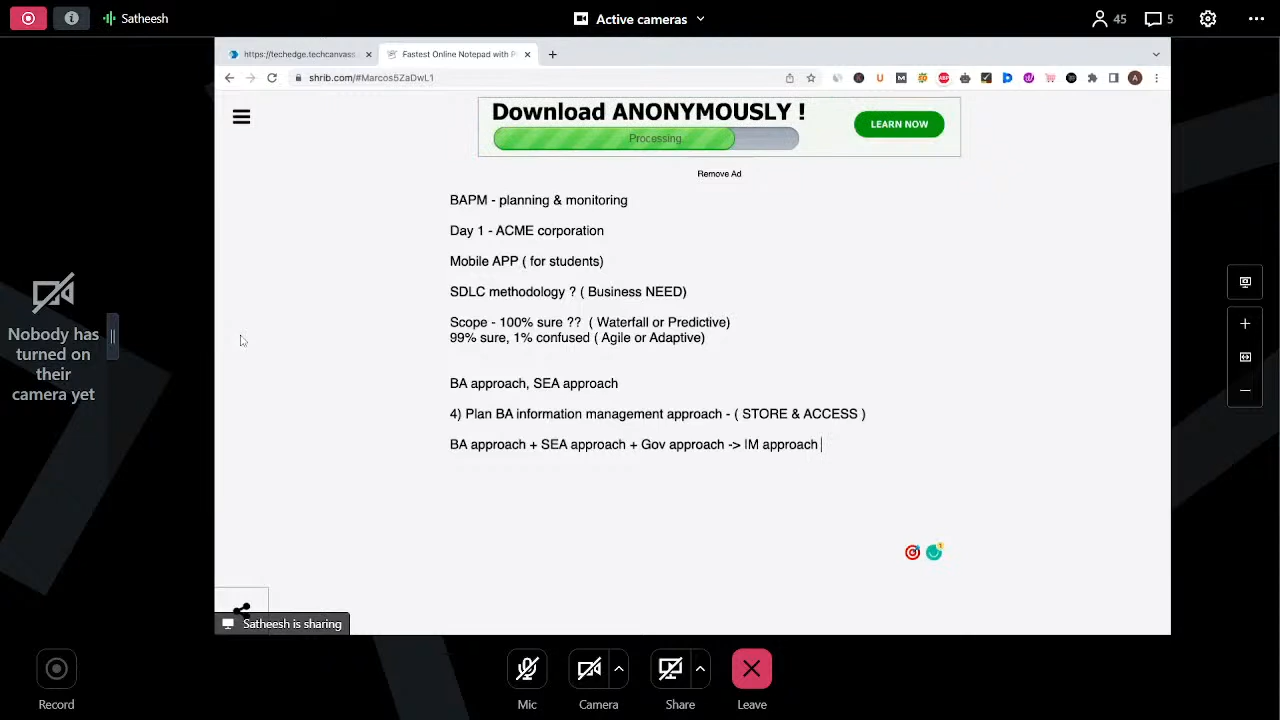 Satheesh
Active cameras
45
5
https://techedge.techcanvass
Fastest Online Notepad with P
shrib.com/#Marcos5ZaDwL1
Download ANONYMOUSLY !
Processing
LEARN NOW
Remove Ad
BAPM - planning & monitoring
Day 1 - ACME corporation
Mobile APP ( for students)
SDLC methodology ? ( Business NEED)
Scope - 100% sure ?? ( Waterfall or Predictive)
99% sure, 1% confused ( Agile or Adaptive)
BA approach, SEA approach
4) Plan BA information management approach - ( STORE & ACCESS )
BA approach + SEA approach + Gov approach -> IM approach
Nobody has
turned on
their
camera yet
Satheesh is sharing
Record
Mic
Camera
Share
Leave